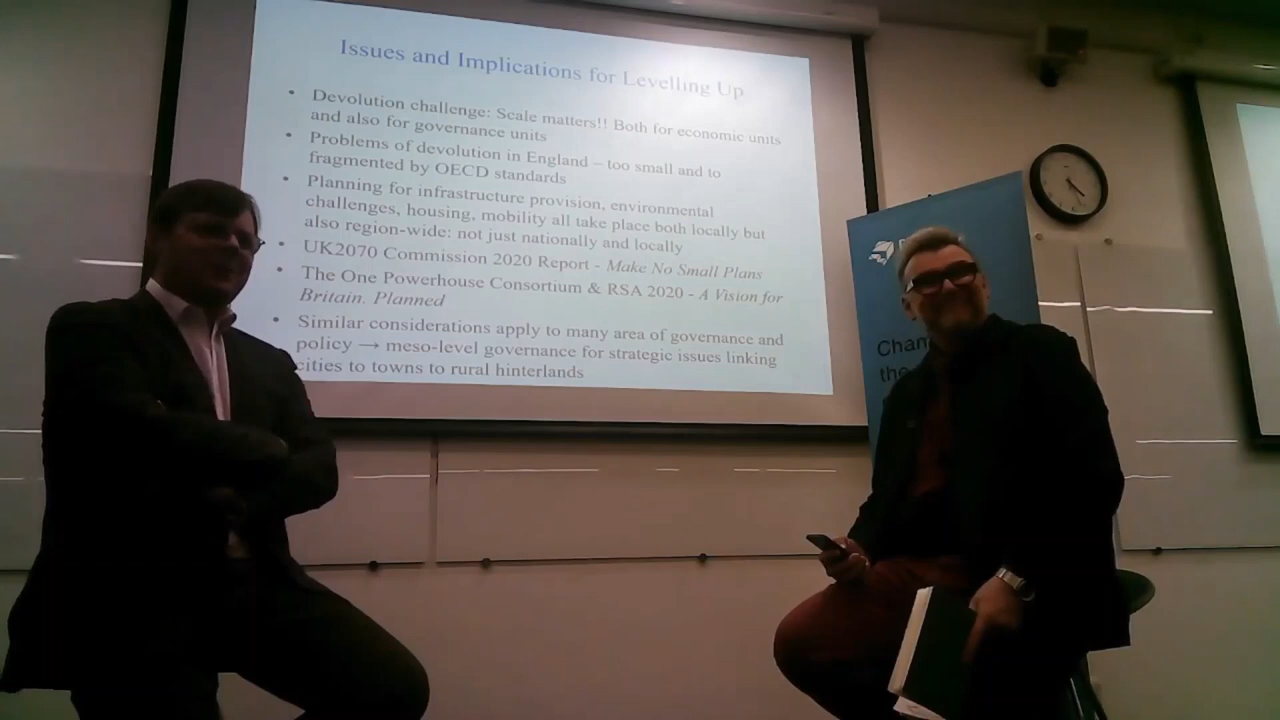 Issues and Implications for Levelling Up
• Devolution challenge: Scale matters!! Both for economic units
and also for governance units
• Problems of devolution in England – too small and to
fragmented by OECD standards
• Planning for infrastructure provision, environmental
challenges, housing, mobility all take place both locally but
also region-wide: not just nationally and locally
• UK2070 Commission 2020 Report - Make No Small Plans
• The One Powerhouse Consortium & RSA 2020 - A Vision for
Britain. Planned
• Similar considerations apply to many area of governance and
policy → meso-level governance for strategic issues linking
cities to towns to rural hinterlands
the